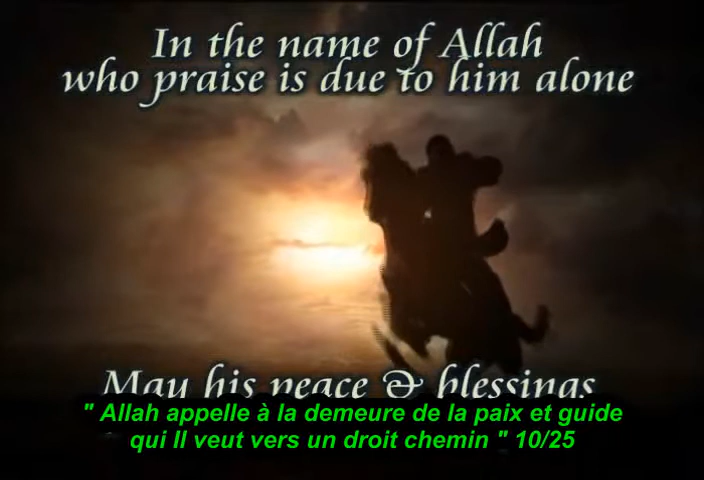 In the name of Allah
who praise is due to him alone
May his peace & blessings
" Allah appelle à la demeure de la paix et guide
qui Il veut vers un droit chemin " 10/25